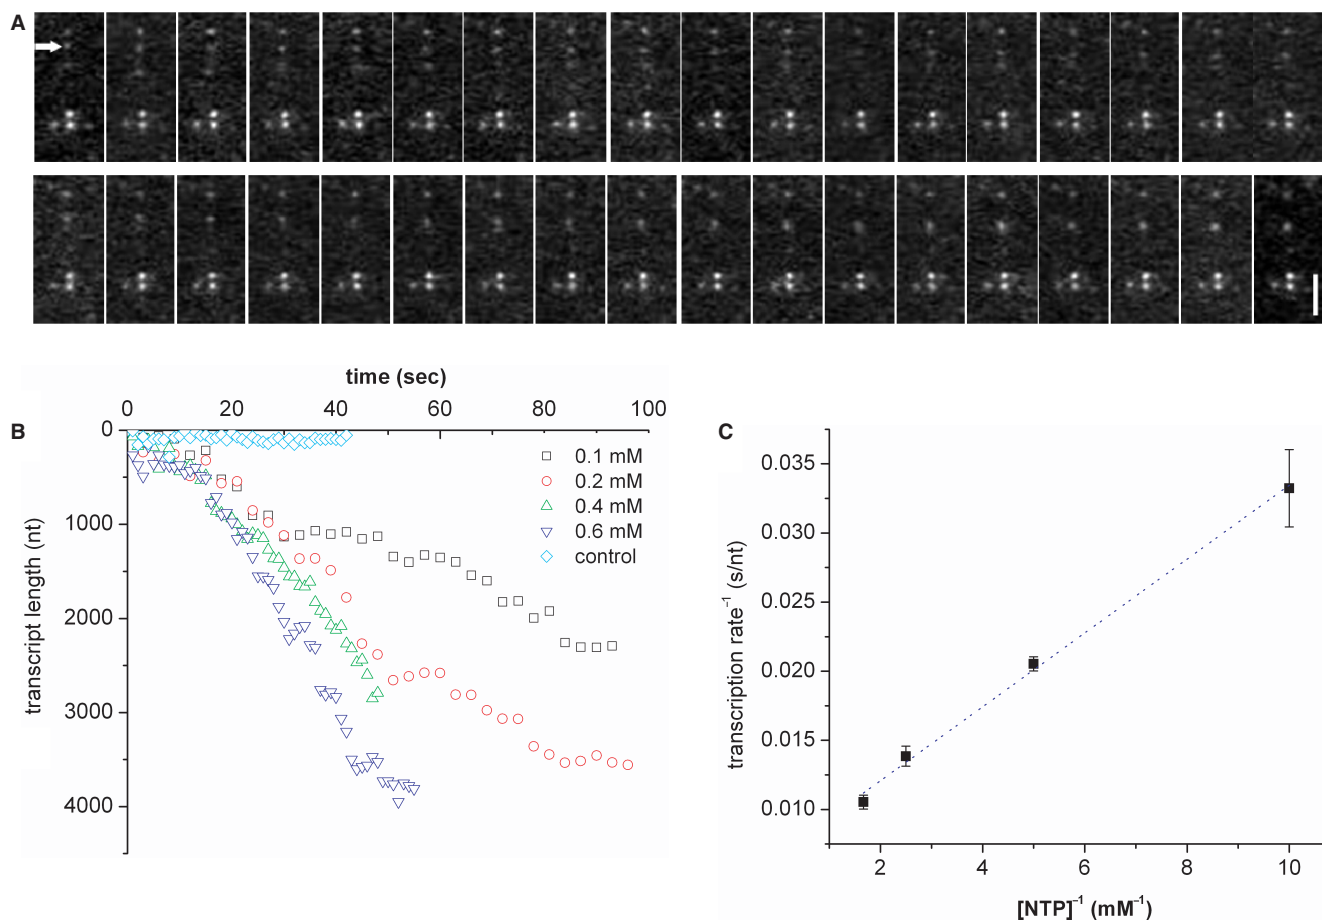 A
time (sec)
0 20 40 60 80 100
B
0
1000
2000
3000
4000
transcript length (nt)
0.1 mM
0.2 mM
0.4 mM
0.6 mM
control
C
0.035
0.030
0.025
0.020
0.015
0.010
transcription rate⁻¹ (s/nt)
2 4 6 8 10
[NTP]⁻¹ (mM⁻¹)